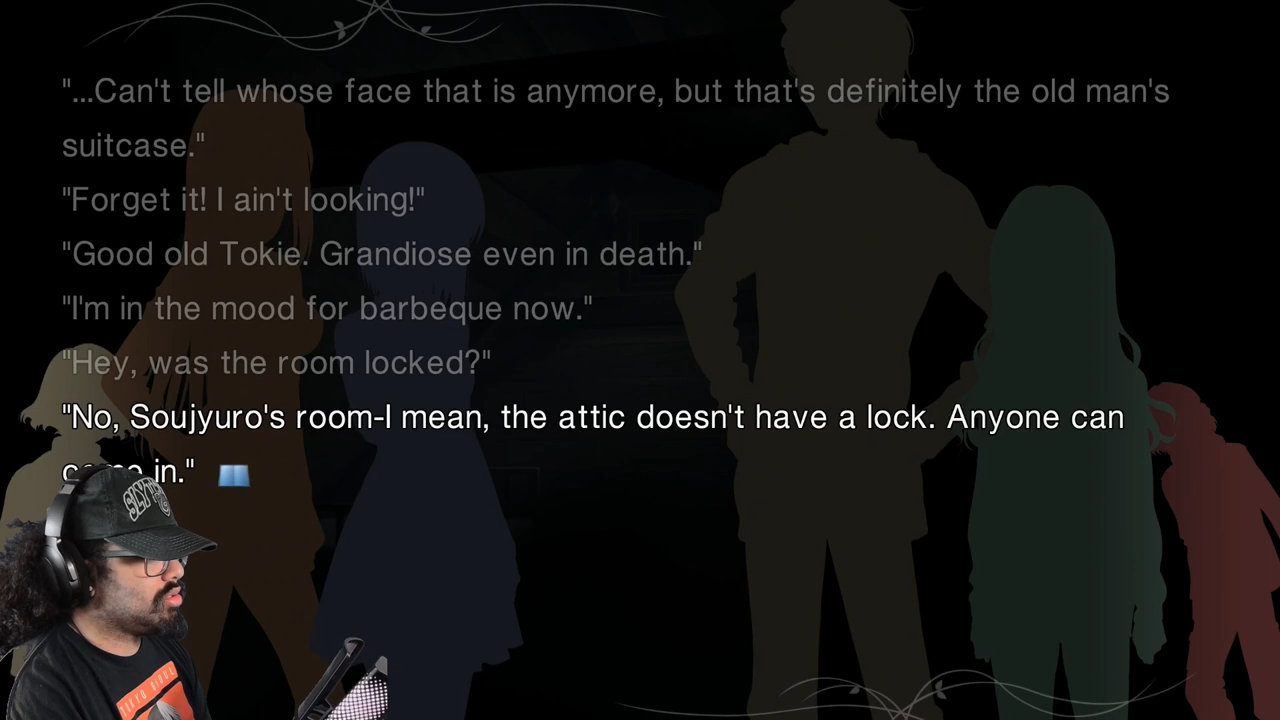 "...Can't tell whose face that is anymore, but that's definitely the old man's
suitcase."
"Forget it! I ain't looking!"
"Good old Tokie. Grandiose even in death."
"I'm in the mood for barbeque now."
"Hey, was the room locked?"
"No, Soujyuro's room-I mean, the attic doesn't have a lock. Anyone can
come in."